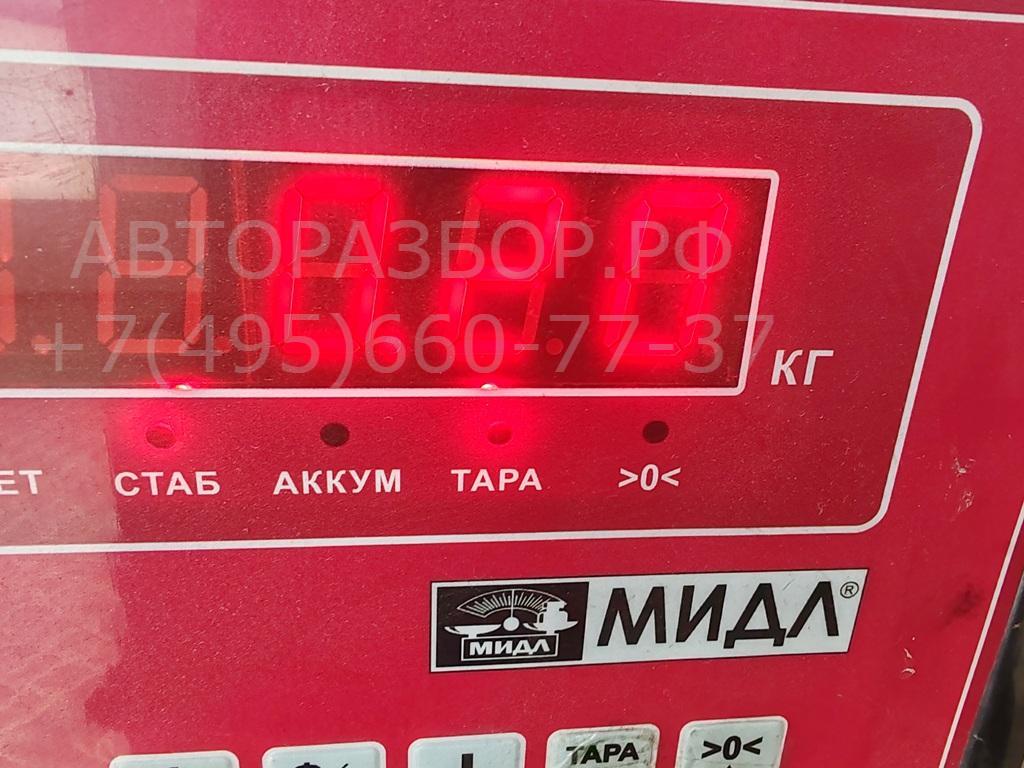 АВТОРАЗБОР.РФ
+7(495)660-77-37
КГ
СТАБ АККУМ ТАРА >0<
МИДЛ МИДЛ®
ТАРА >0<